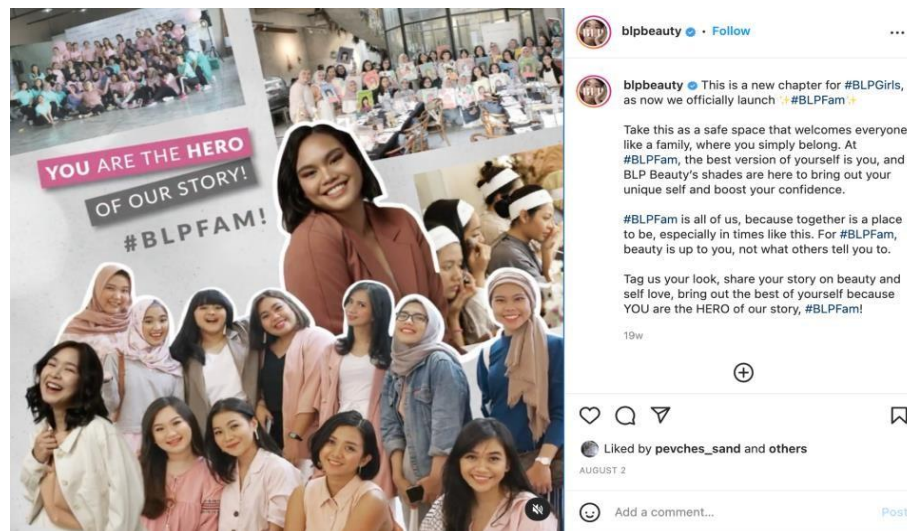 YOU ARE THE HERO
OF OUR STORY!
#BLPFAM!
BLP
blpbeauty • Follow
BLP
blpbeauty This is a new chapter for #BLPGirls,
as now we officially launch ✨#BLPFam✨
Take this as a safe space that welcomes everyone
like a family, where you simply belong. At
#BLPFam, the best version of yourself is you, and
BLP Beauty's shades are here to bring out your
unique self and boost your confidence.
#BLPFam is all of us, because together is a place
to be, especially in times like this. For #BLPFam,
beauty is up to you, not what others tell you to.
Tag us your look, share your story on beauty and
self love, bring out the best of yourself because
YOU are the HERO of our story, #BLPFam!
19w
Liked by pevches_sand and others
AUGUST 2
Add a comment...
Post